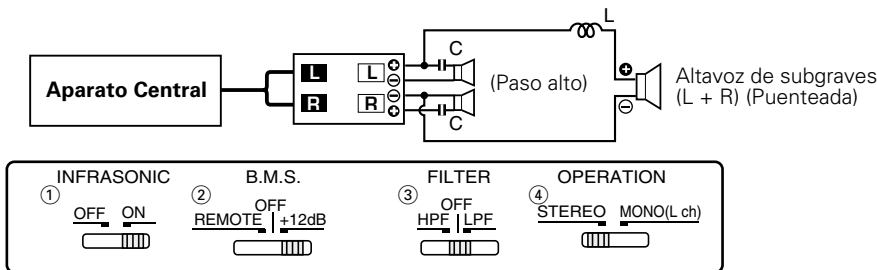 L
C
Aparato Central
L L ⊕ ⊖
(Paso alto)
⊕
Altavoz de subgraves
(L + R) (Puenteada)
R R ⊖ ⊕
⊖
C
INFRASONIC B.M.S. FILTER OPERATION
① ② ③ ④
OFF ON
REMOTE OFF +12dB
HPF OFF LPF
STEREO MONO(L ch)